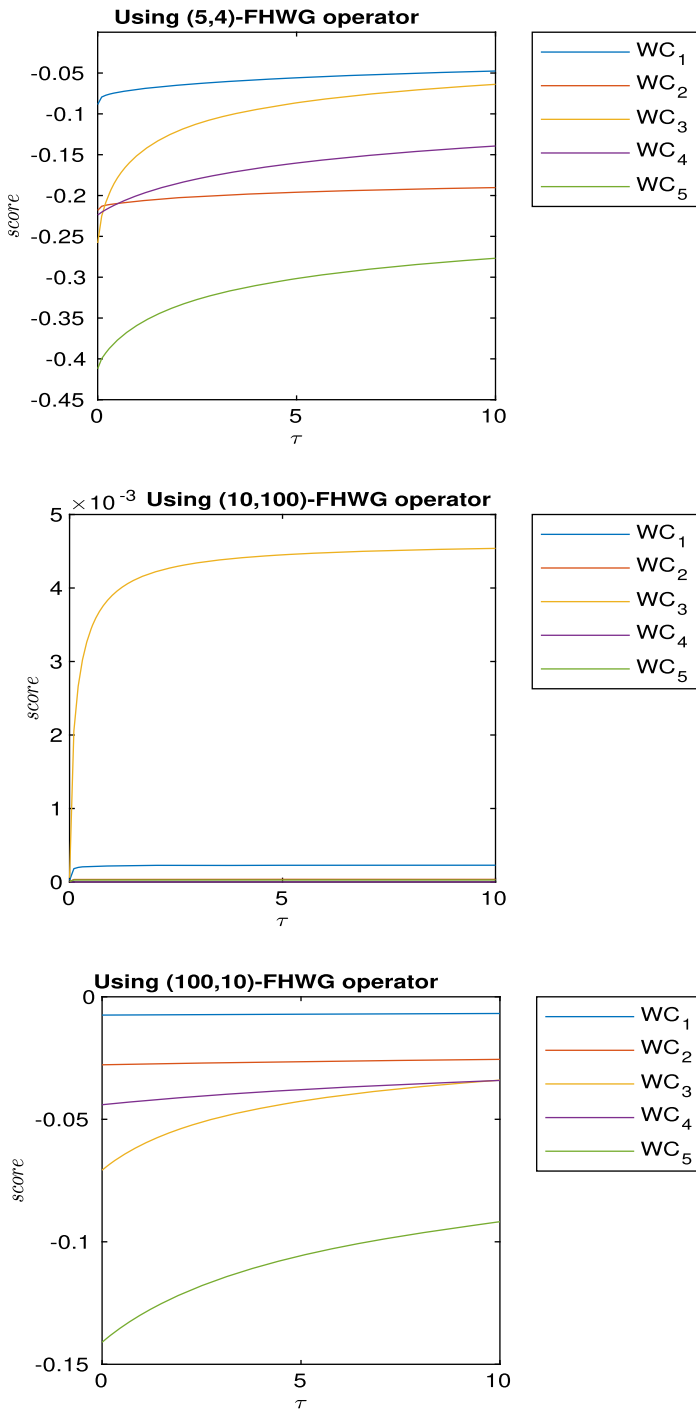 Using (5,4)-FHWG operator
-0.05
-0.1
-0.15
-0.2
-0.25
-0.3
-0.35
-0.4
-0.45
score
0
5
10
τ
WC1
WC2
WC3
WC4
WC5
×10-3 Using (10,100)-FHWG operator
5
4
3
2
1
0
score
0
5
10
τ
WC1
WC2
WC3
WC4
WC5
Using (100,10)-FHWG operator
0
-0.05
-0.1
-0.15
score
0
5
10
τ
WC1
WC2
WC3
WC4
WC5